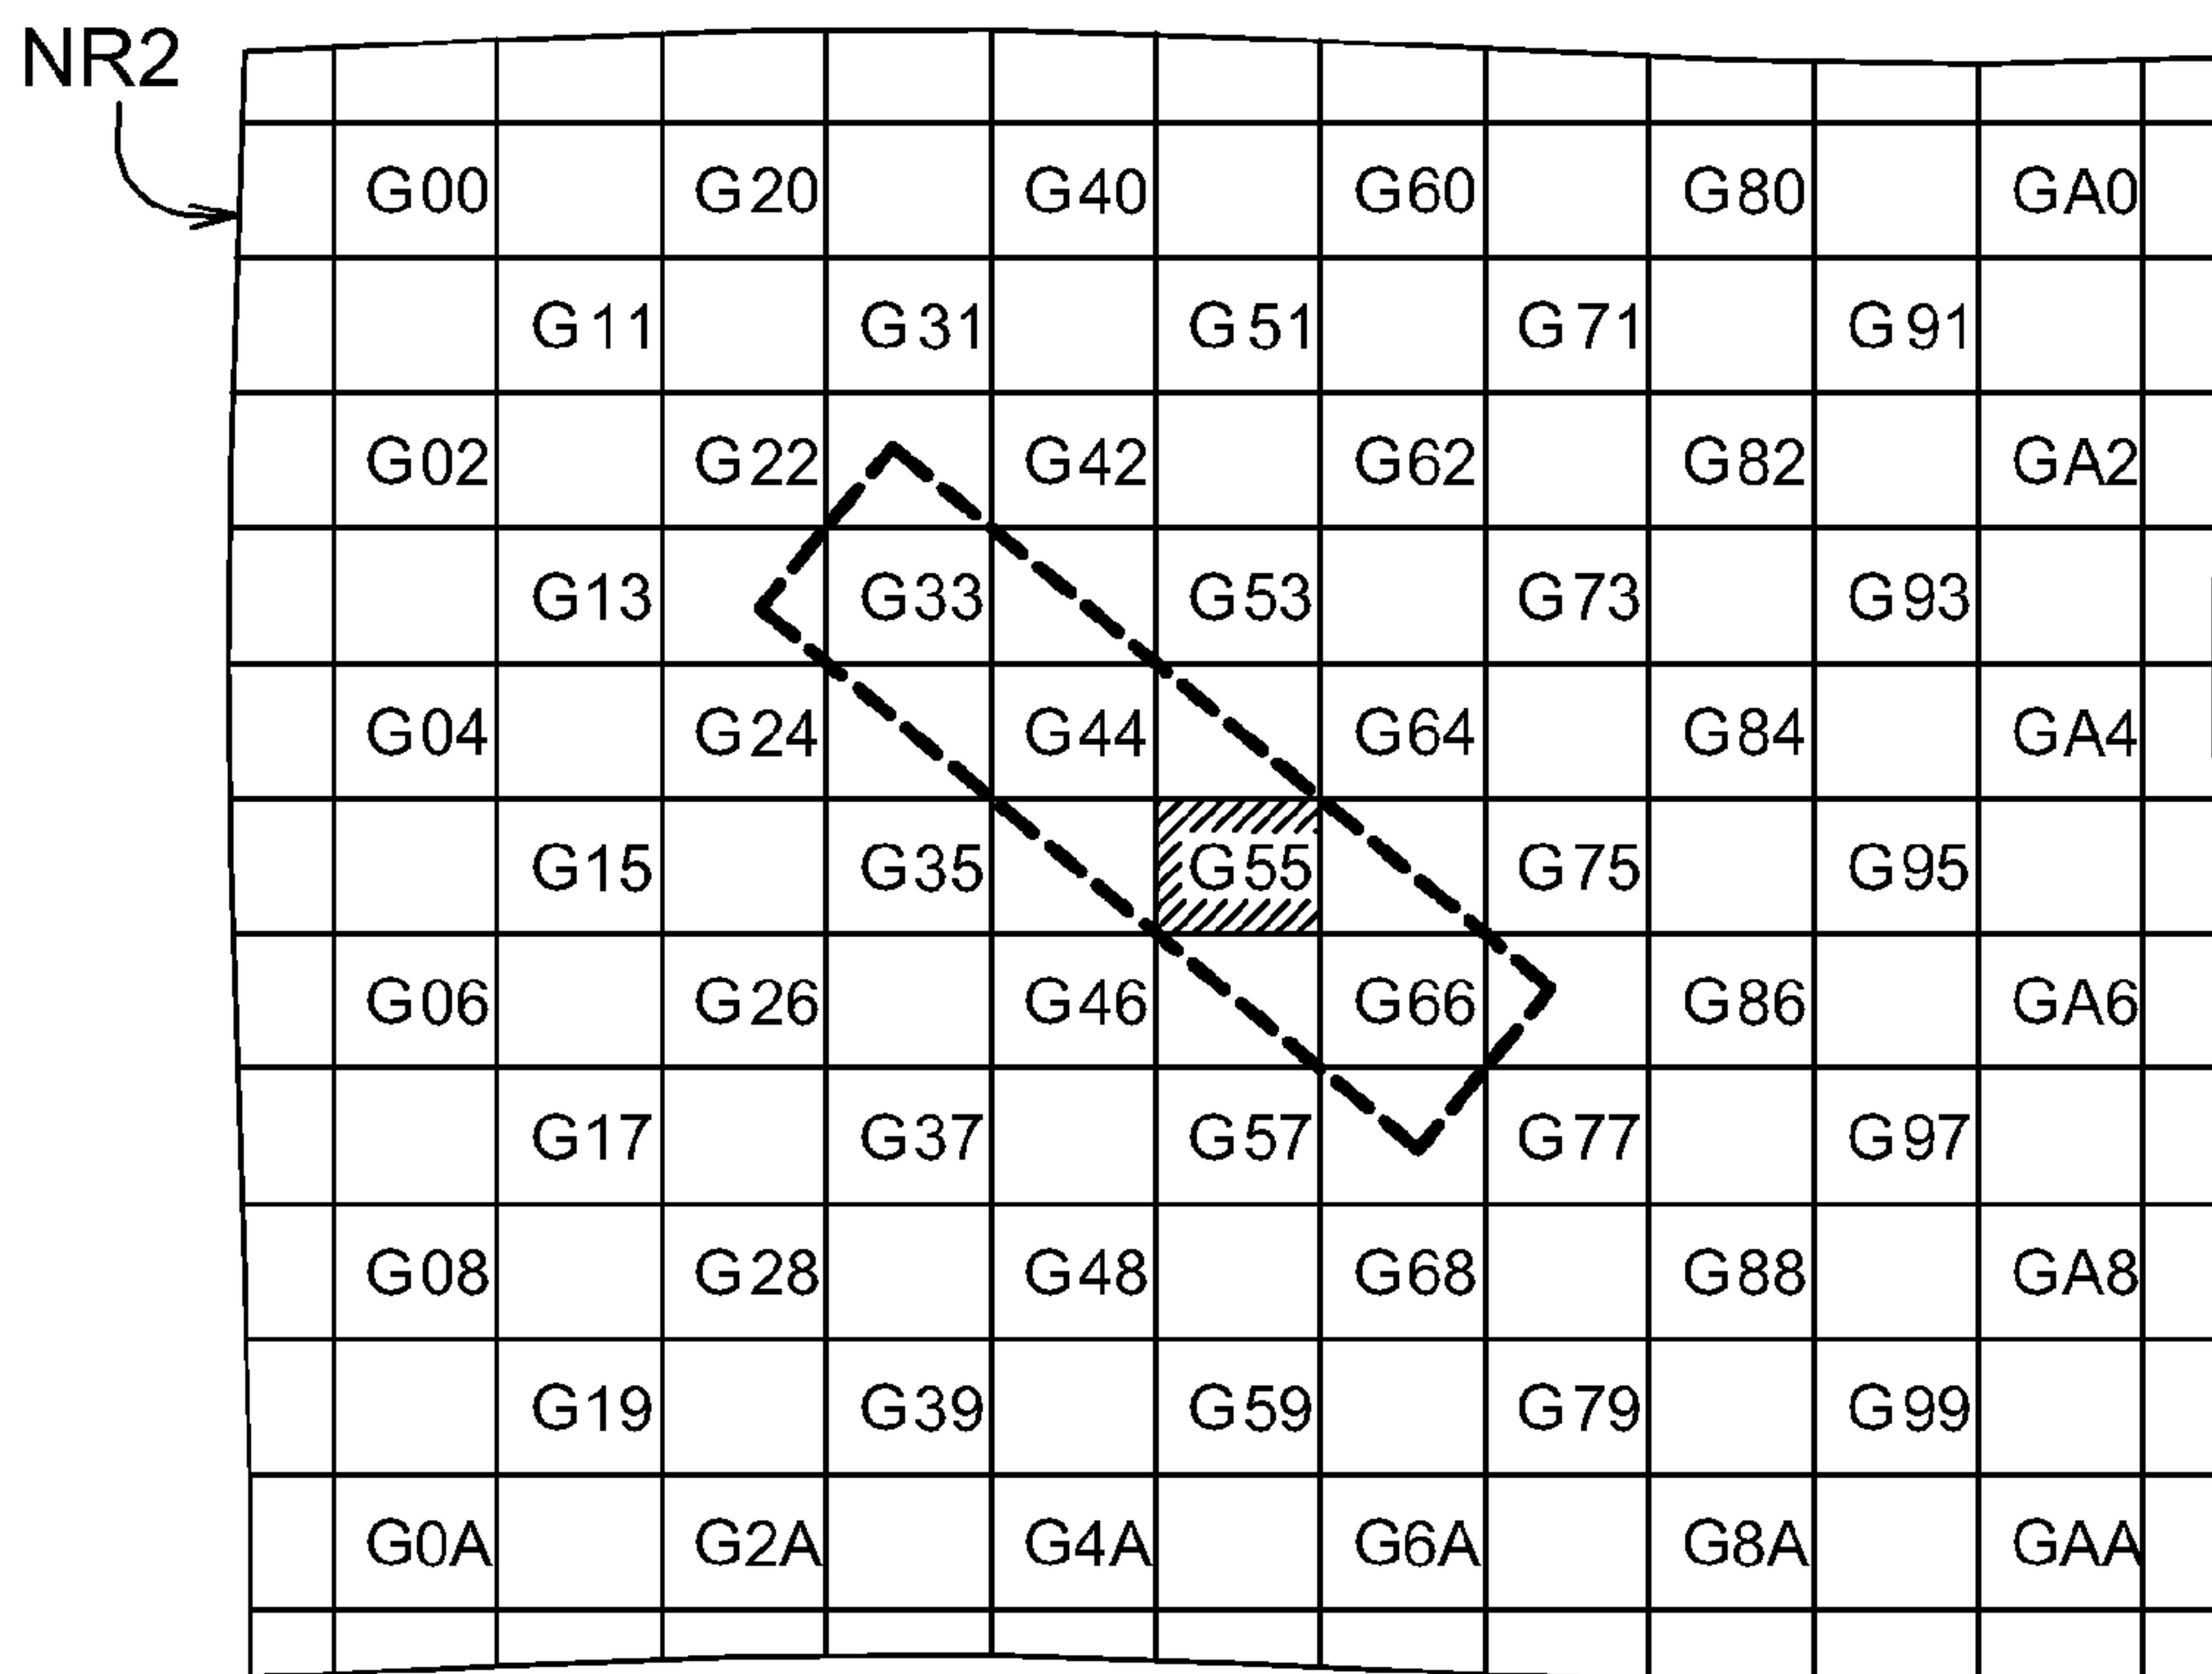 NR2
G00 G20 G40 G60 G80 GA0
G11 G31 G51 G71 G91
G02 G22 G42 G62 G82 GA2
G13 G33 G53 G73 G93
G04 G24 G44 G64 G84 GA4
G15 G35 G55 G75 G95
G06 G26 G46 G66 G86 GA6
G17 G37 G57 G77 G97
G08 G28 G48 G68 G88 GA8
G19 G39 G59 G79 G99
G0A G2A G4A G6A G8A GAA